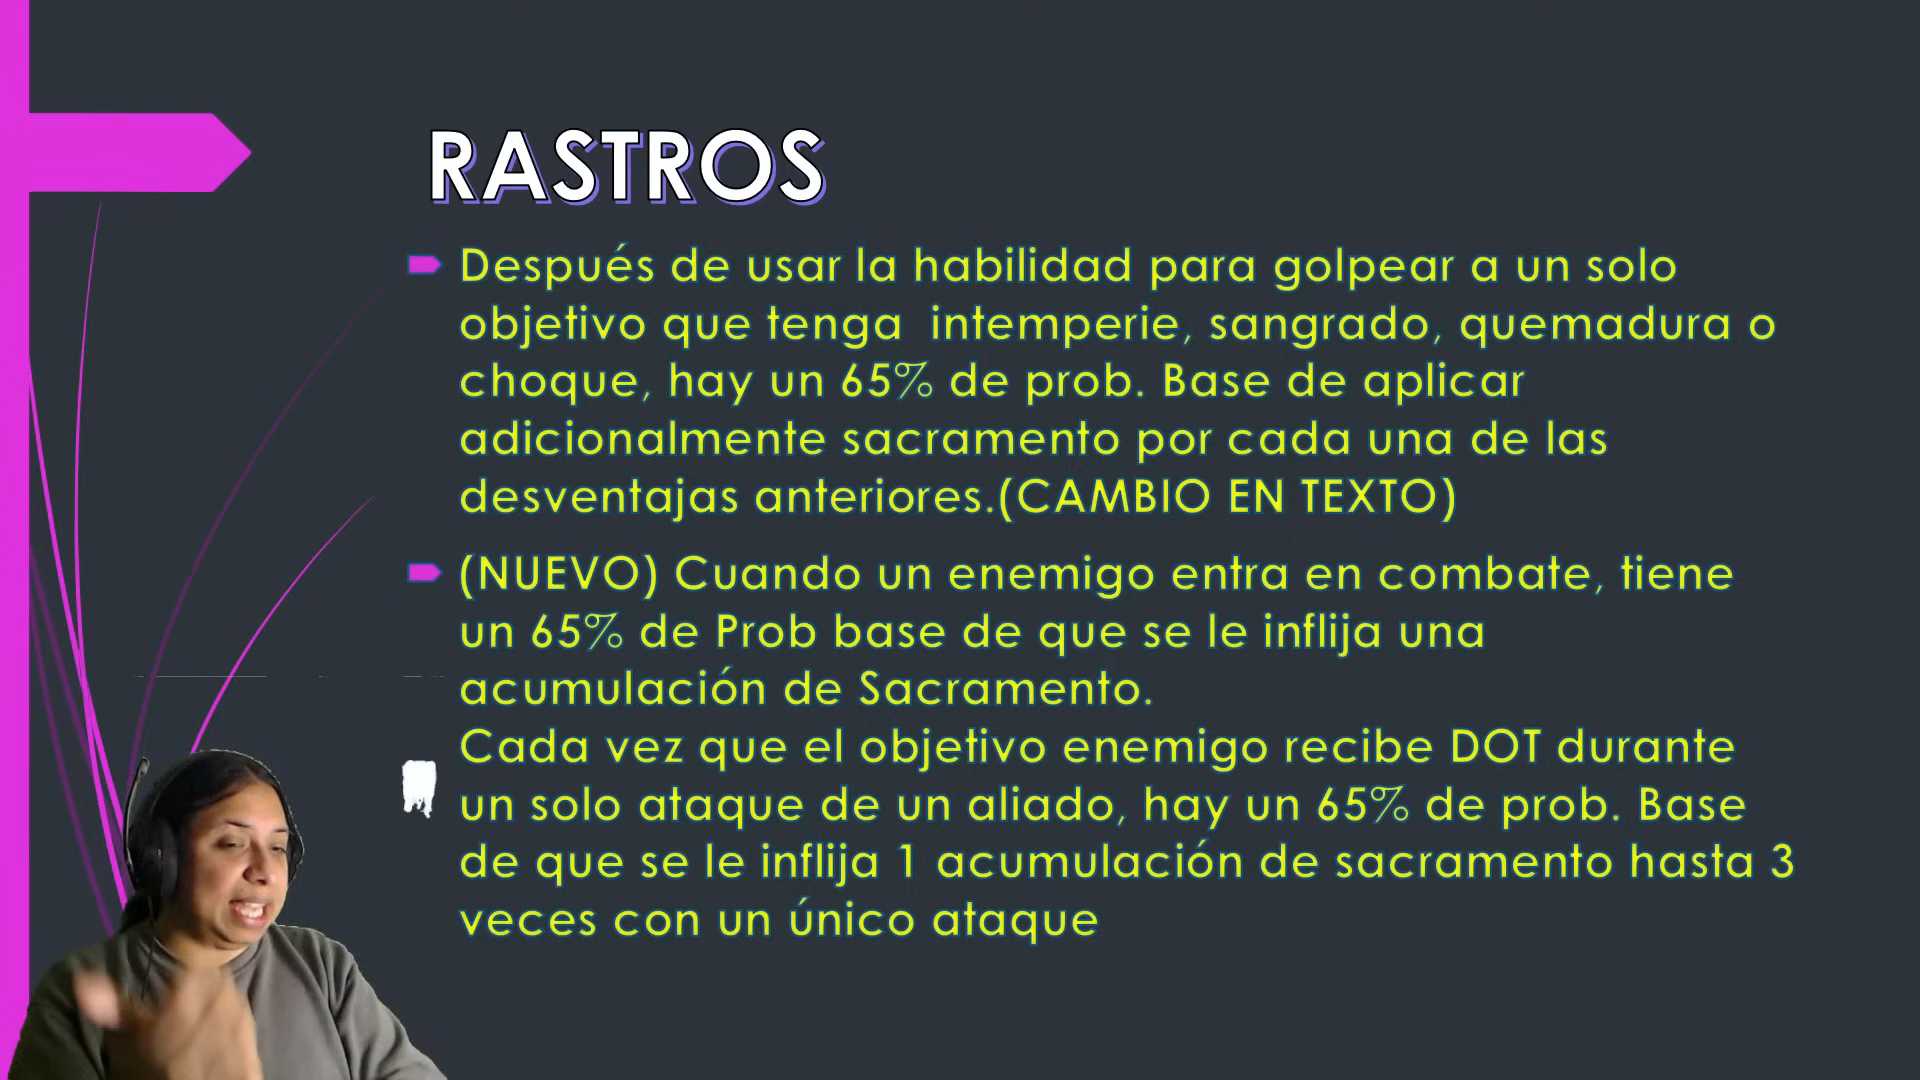 RASTROS
Después de usar la habilidad para golpear a un solo
objetivo que tenga  intemperie, sangrado, quemadura o
choque, hay un 65% de prob. Base de aplicar
adicionalmente sacramento por cada una de las
desventajas anteriores.(CAMBIO EN TEXTO)
(NUEVO) Cuando un enemigo entra en combate, tiene
un 65% de Prob base de que se le inflija una
acumulación de Sacramento.
Cada vez que el objetivo enemigo recibe DOT durante
un solo ataque de un aliado, hay un 65% de prob. Base
de que se le inflija 1 acumulación de sacramento hasta 3
veces con un único ataque